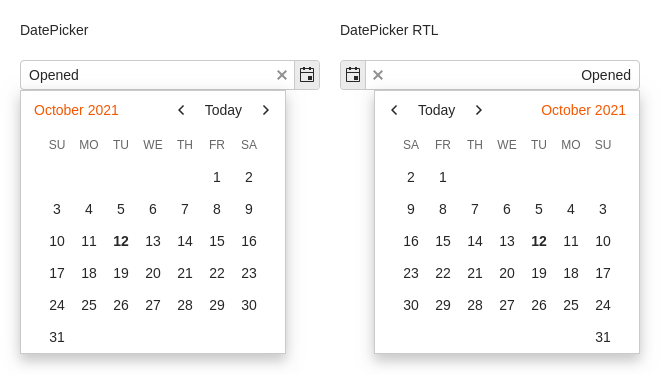 DatePicker
Opened
October 2021 Today
SU MO TU WE TH FR SA
1 2
3 4 5 6 7 8 9
10 11 12 13 14 15 16
17 18 19 20 21 22 23
24 25 26 27 28 29 30
31
DatePicker RTL
Opened
Today October 2021
SA FR TH WE TU MO SU
2 1
9 8 7 6 5 4 3
16 15 14 13 12 11 10
23 22 21 20 19 18 17
30 29 28 27 26 25 24
31